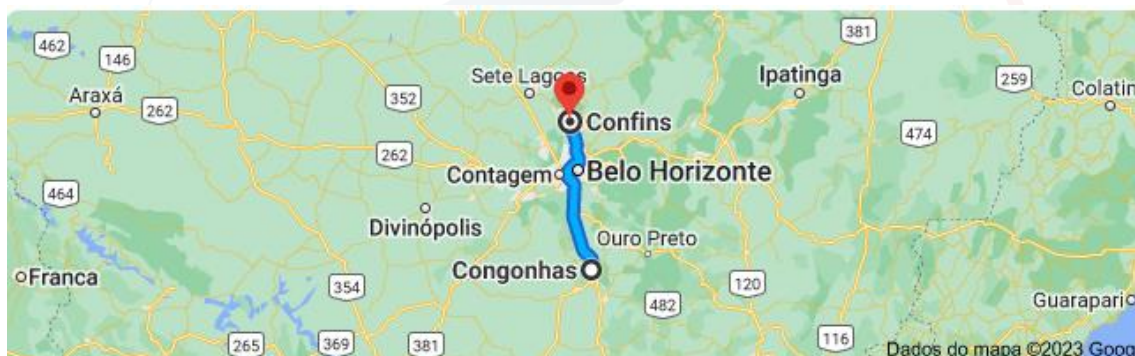 462
381
146
Sete Lagoas
Ipatinga
259
Araxá
262
352
Confins
Colatin
474
262
Contagem
Belo Horizonte
464
Divinópolis
Ouro Preto
Franca
Congonhas
354
120
482
Guarapari
265
369
381
116
Dados do mapa ©2023 Goog